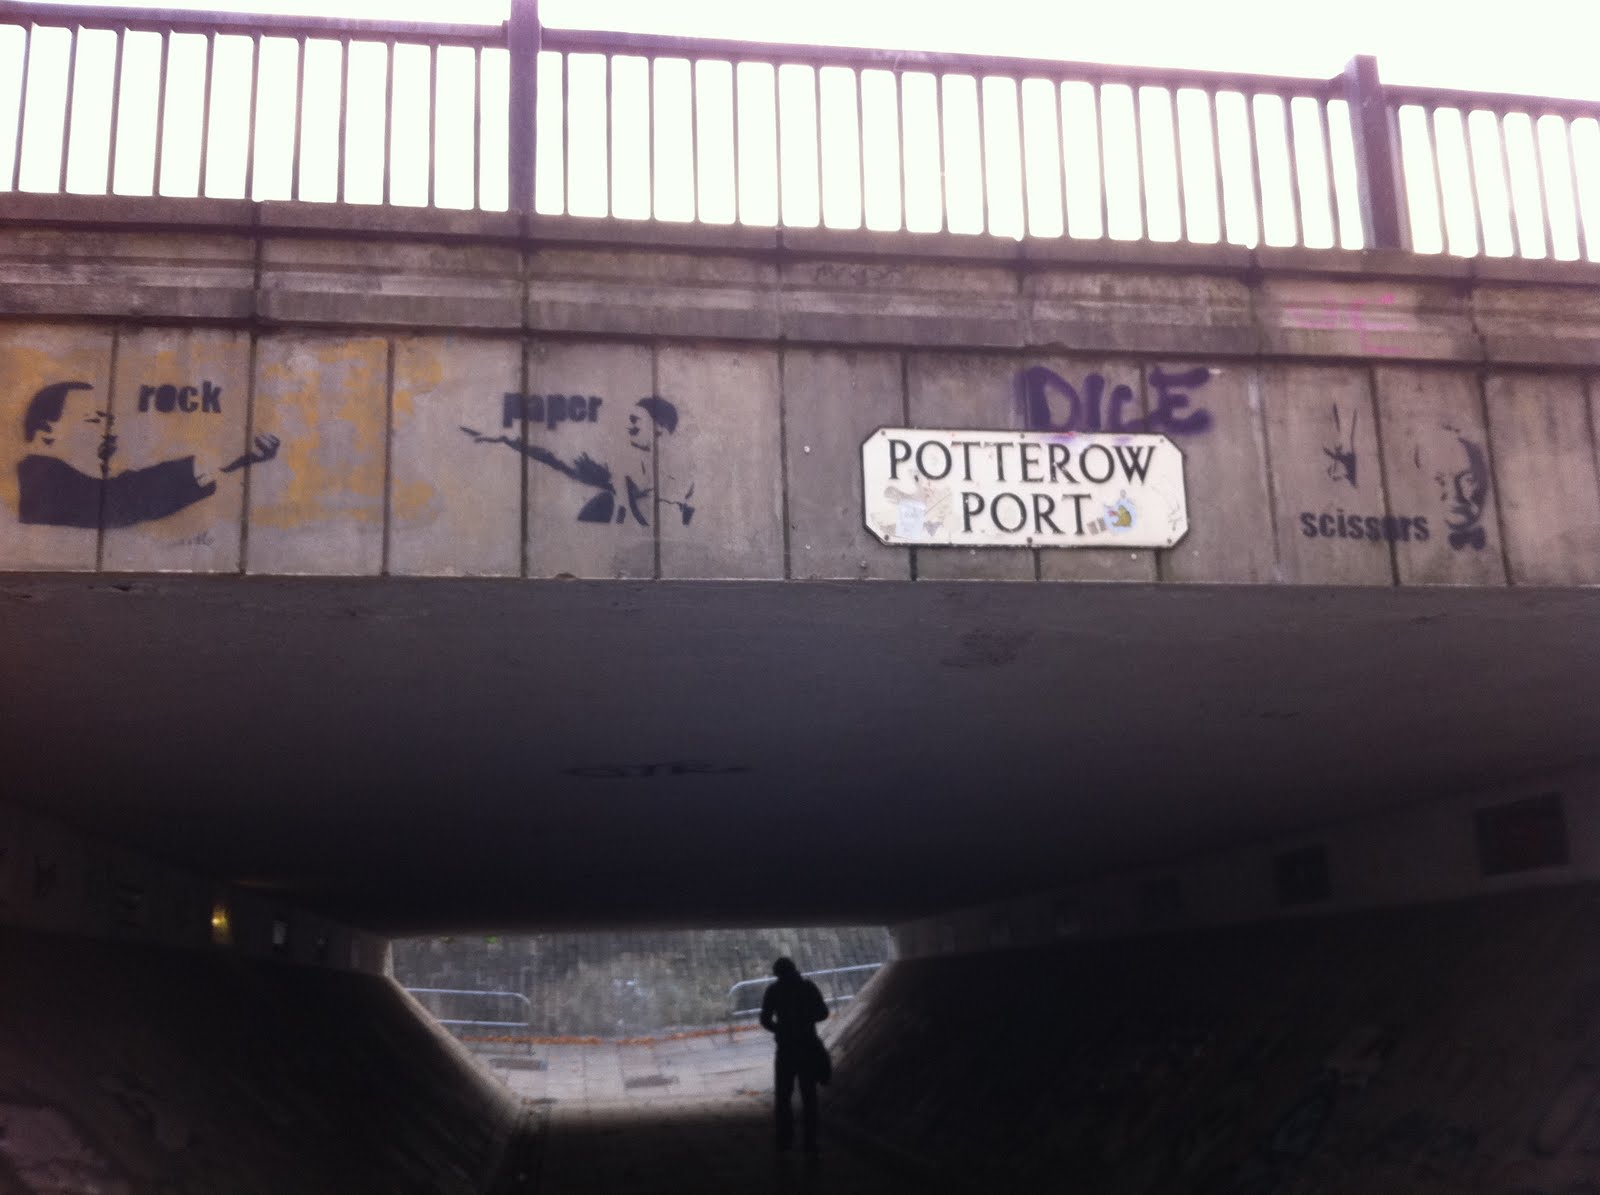 rock
paper
DICE
POTTEROW
PORT
scissors